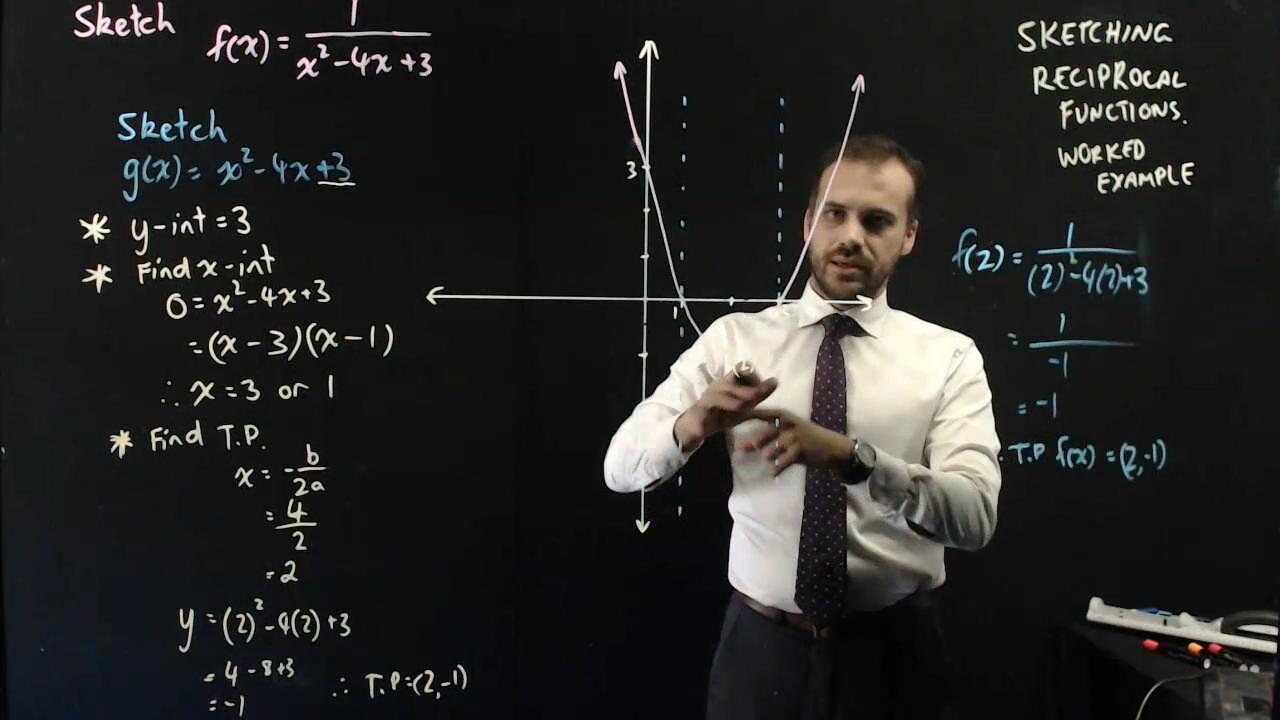 Sketch f(x) = 1/(x² - 4x + 3)
Sketch
g(x) = x² - 4x + 3
* y-int = 3
* Find x-int
0 = x² - 4x + 3
= (x - 3)(x - 1)
∴ x = 3 or 1
* Find T.P.
x = -b/2a
= 4/2
= 2
y = (2)² - 4(2) + 3
= 4 - 8 + 3
= -1
∴ T.P = (2, -1)
3
1
SKETCHING
RECIPROCAL
FUNCTIONS.
WORKED
EXAMPLE
f(2) = 1/((2)² - 4(2) + 3)
= 1/-1
= -1
T.P f(x) = (2, -1)